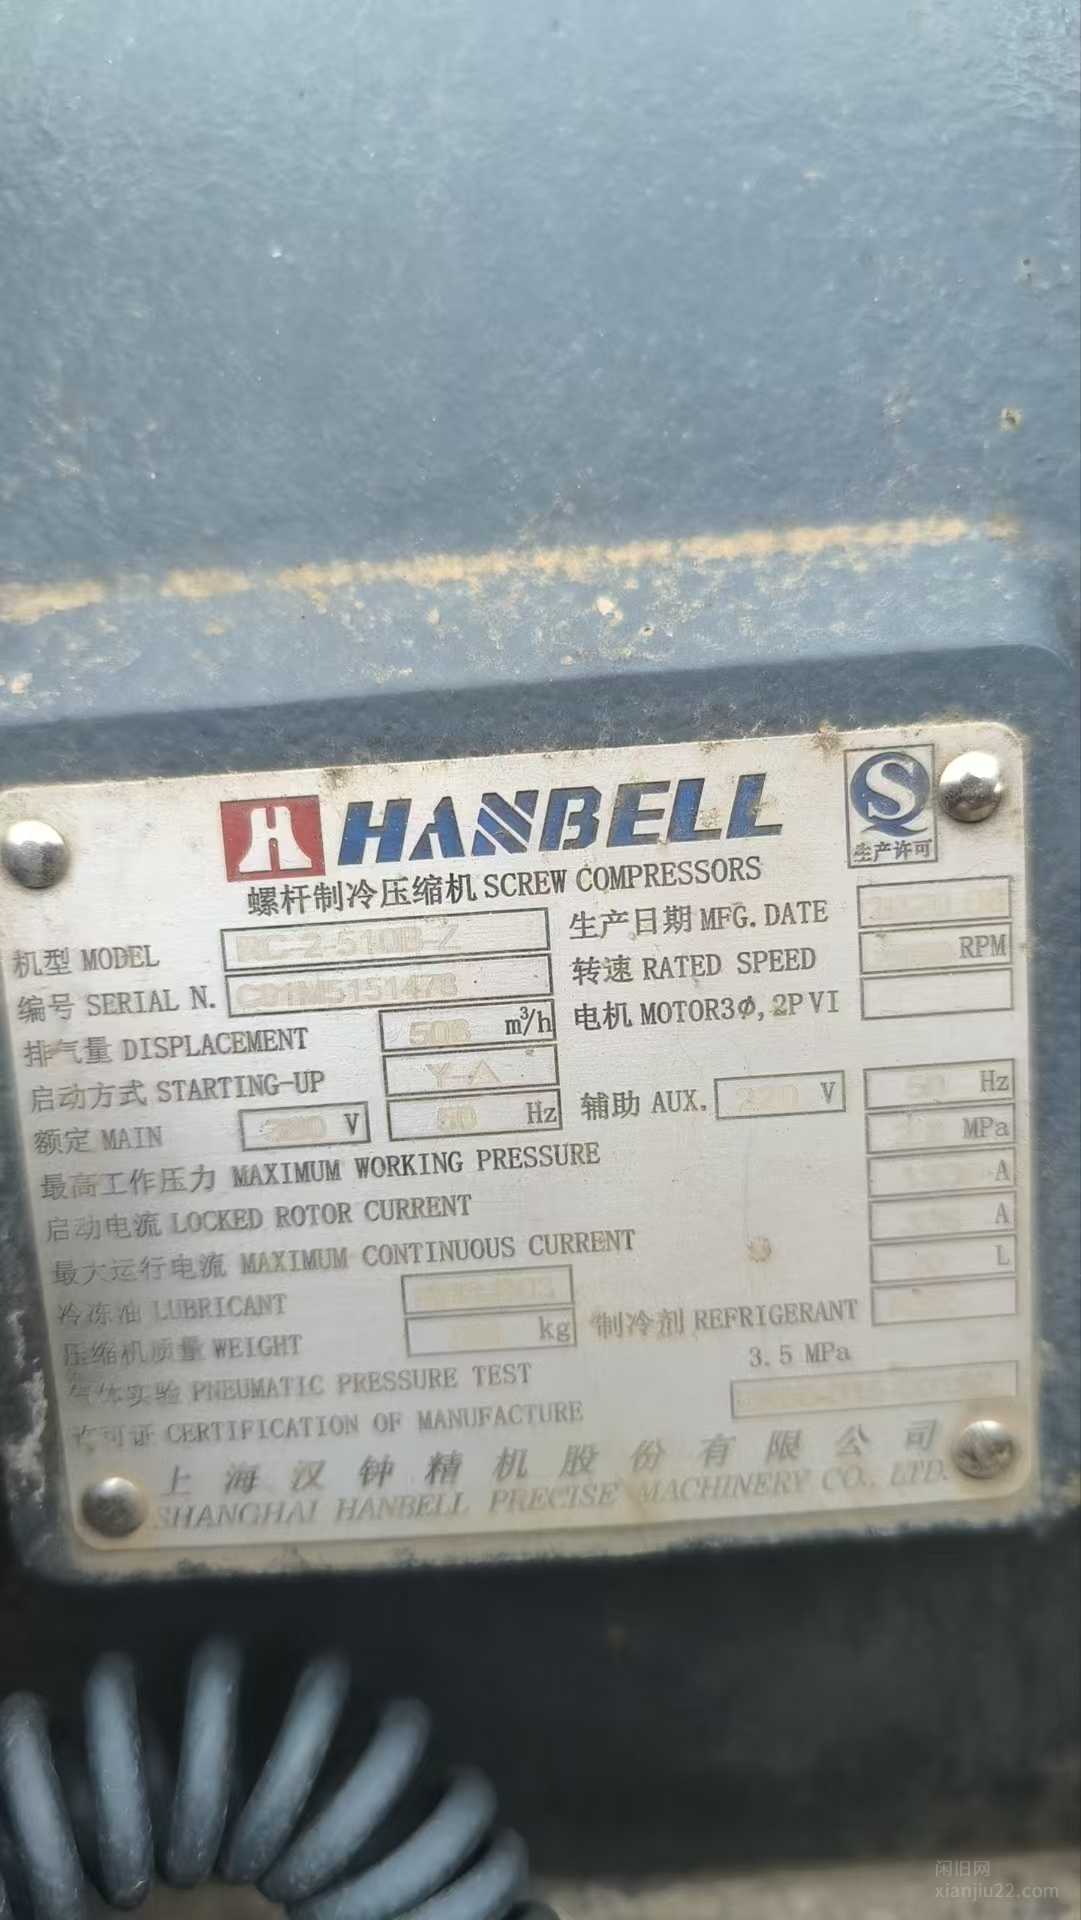 HANBELL
S
生产许可
螺杆制冷压缩机 SCREW COMPRESSORS
机型 MODEL RC-2-510B-Z
生产日期 MFG. DATE
编号 SERIAL N. C01M5151478
转速 RATED SPEED RPM
排气量 DISPLACEMENT 508 m³/h
电机 MOTOR3Φ, 2P VI
启动方式 STARTING-UP Y-Δ
额定 MAIN 380 V 50 Hz
辅助 AUX. 220 V 50 Hz
最高工作压力 MAXIMUM WORKING PRESSURE MPa
启动电流 LOCKED ROTOR CURRENT A
最大运行电流 MAXIMUM CONTINUOUS CURRENT A
冷冻油 LUBRICANT L
压缩机质量 WEIGHT kg
制冷剂 REFRIGERANT
气体实验 PNEUMATIC PRESSURE TEST 3.5 MPa
许可证 CERTIFICATION OF MANUFACTURE
上海汉钟精机股份有限公司
SHANGHAI HANBELL PRECISE MACHINERY CO., LTD.
闲旧网
xianjiu22.com